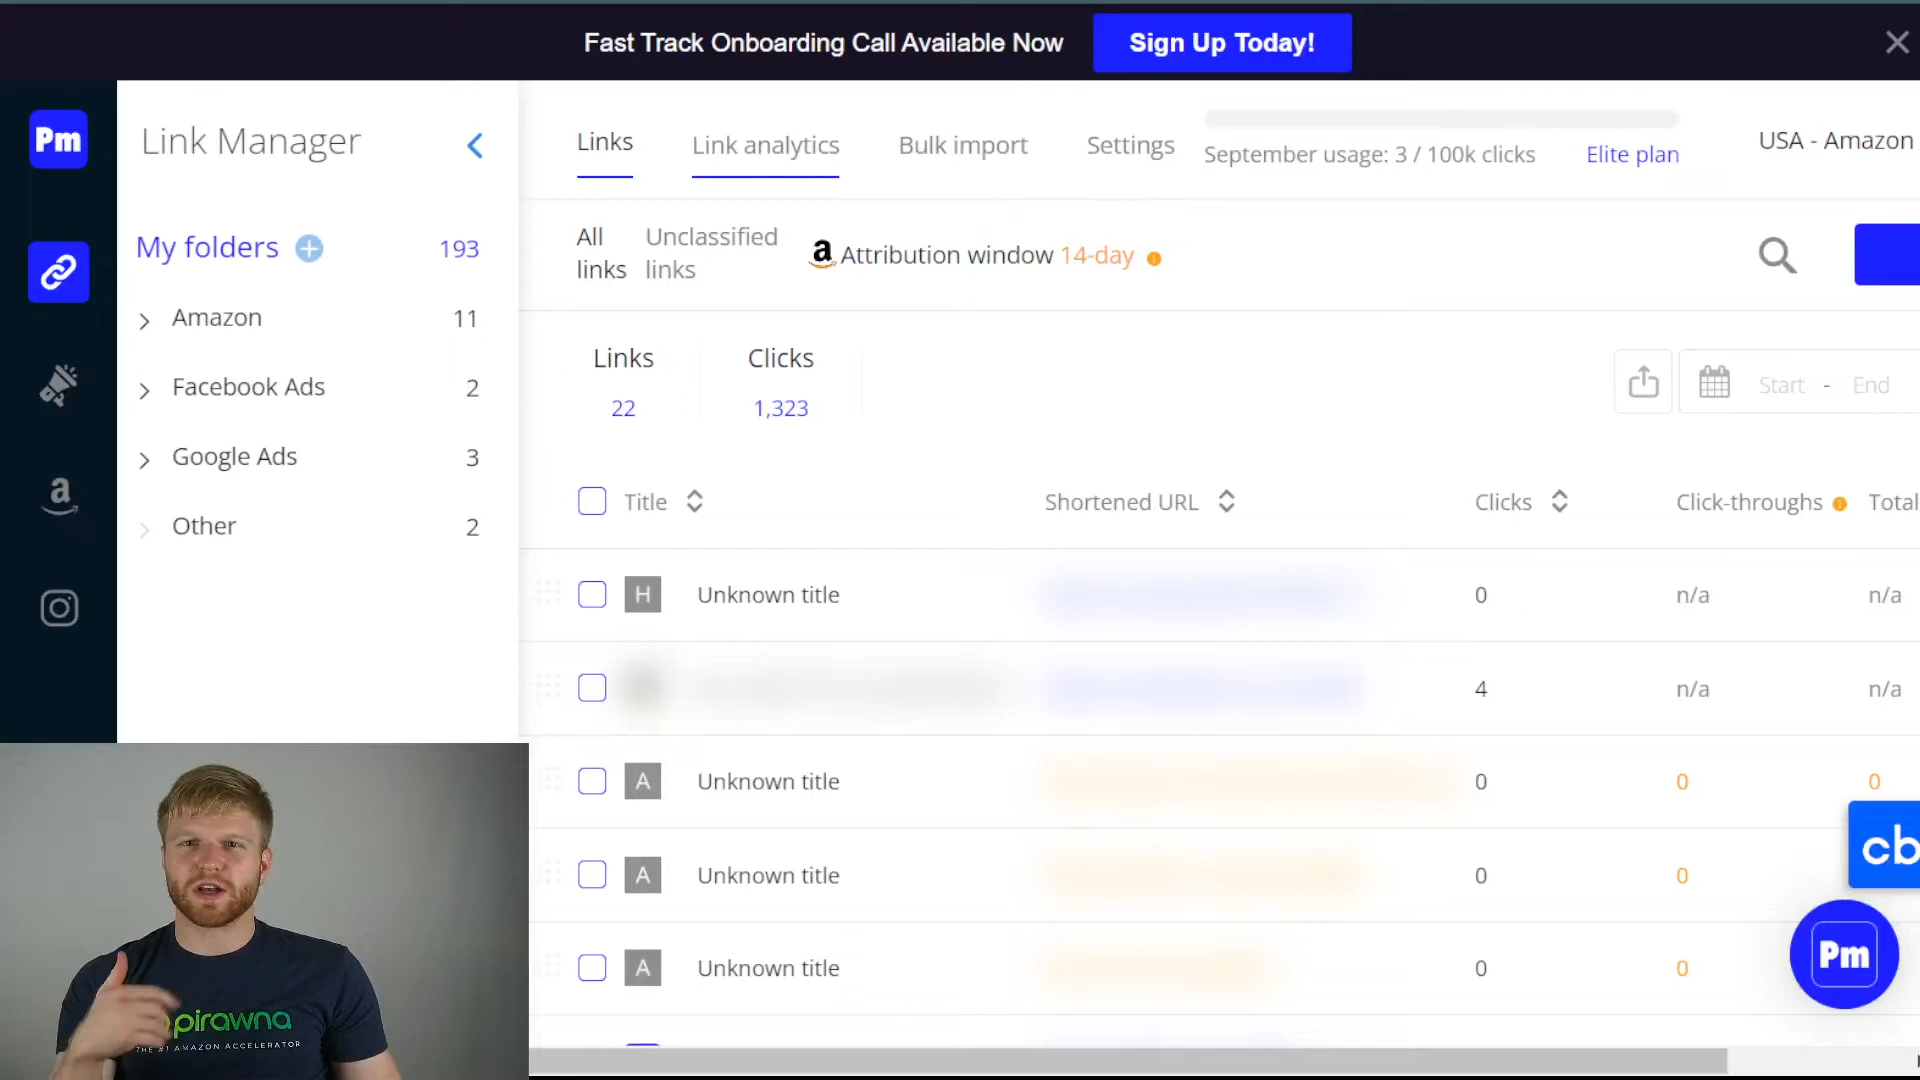 Fast Track Onboarding Call Available Now
Sign Up Today!
Pm
Link Manager
Links
Link analytics
Bulk import
Settings
September usage: 3 / 100k clicks
Elite plan
USA - Amazon
My folders
193
Amazon
11
Facebook Ads
2
Google Ads
3
Other
2
All links
Unclassified links
a
Attribution window 14-day
Links
22
Clicks
1,323
Start - End
Title
Shortened URL
Clicks
Click-throughs
Total
H
Unknown title
0
n/a
n/a
4
n/a
n/a
A
Unknown title
0
0
0
A
Unknown title
0
0
A
Unknown title
0
0
cb
Pm
a
pirawna
THE #1 AMAZON ACCELERATOR